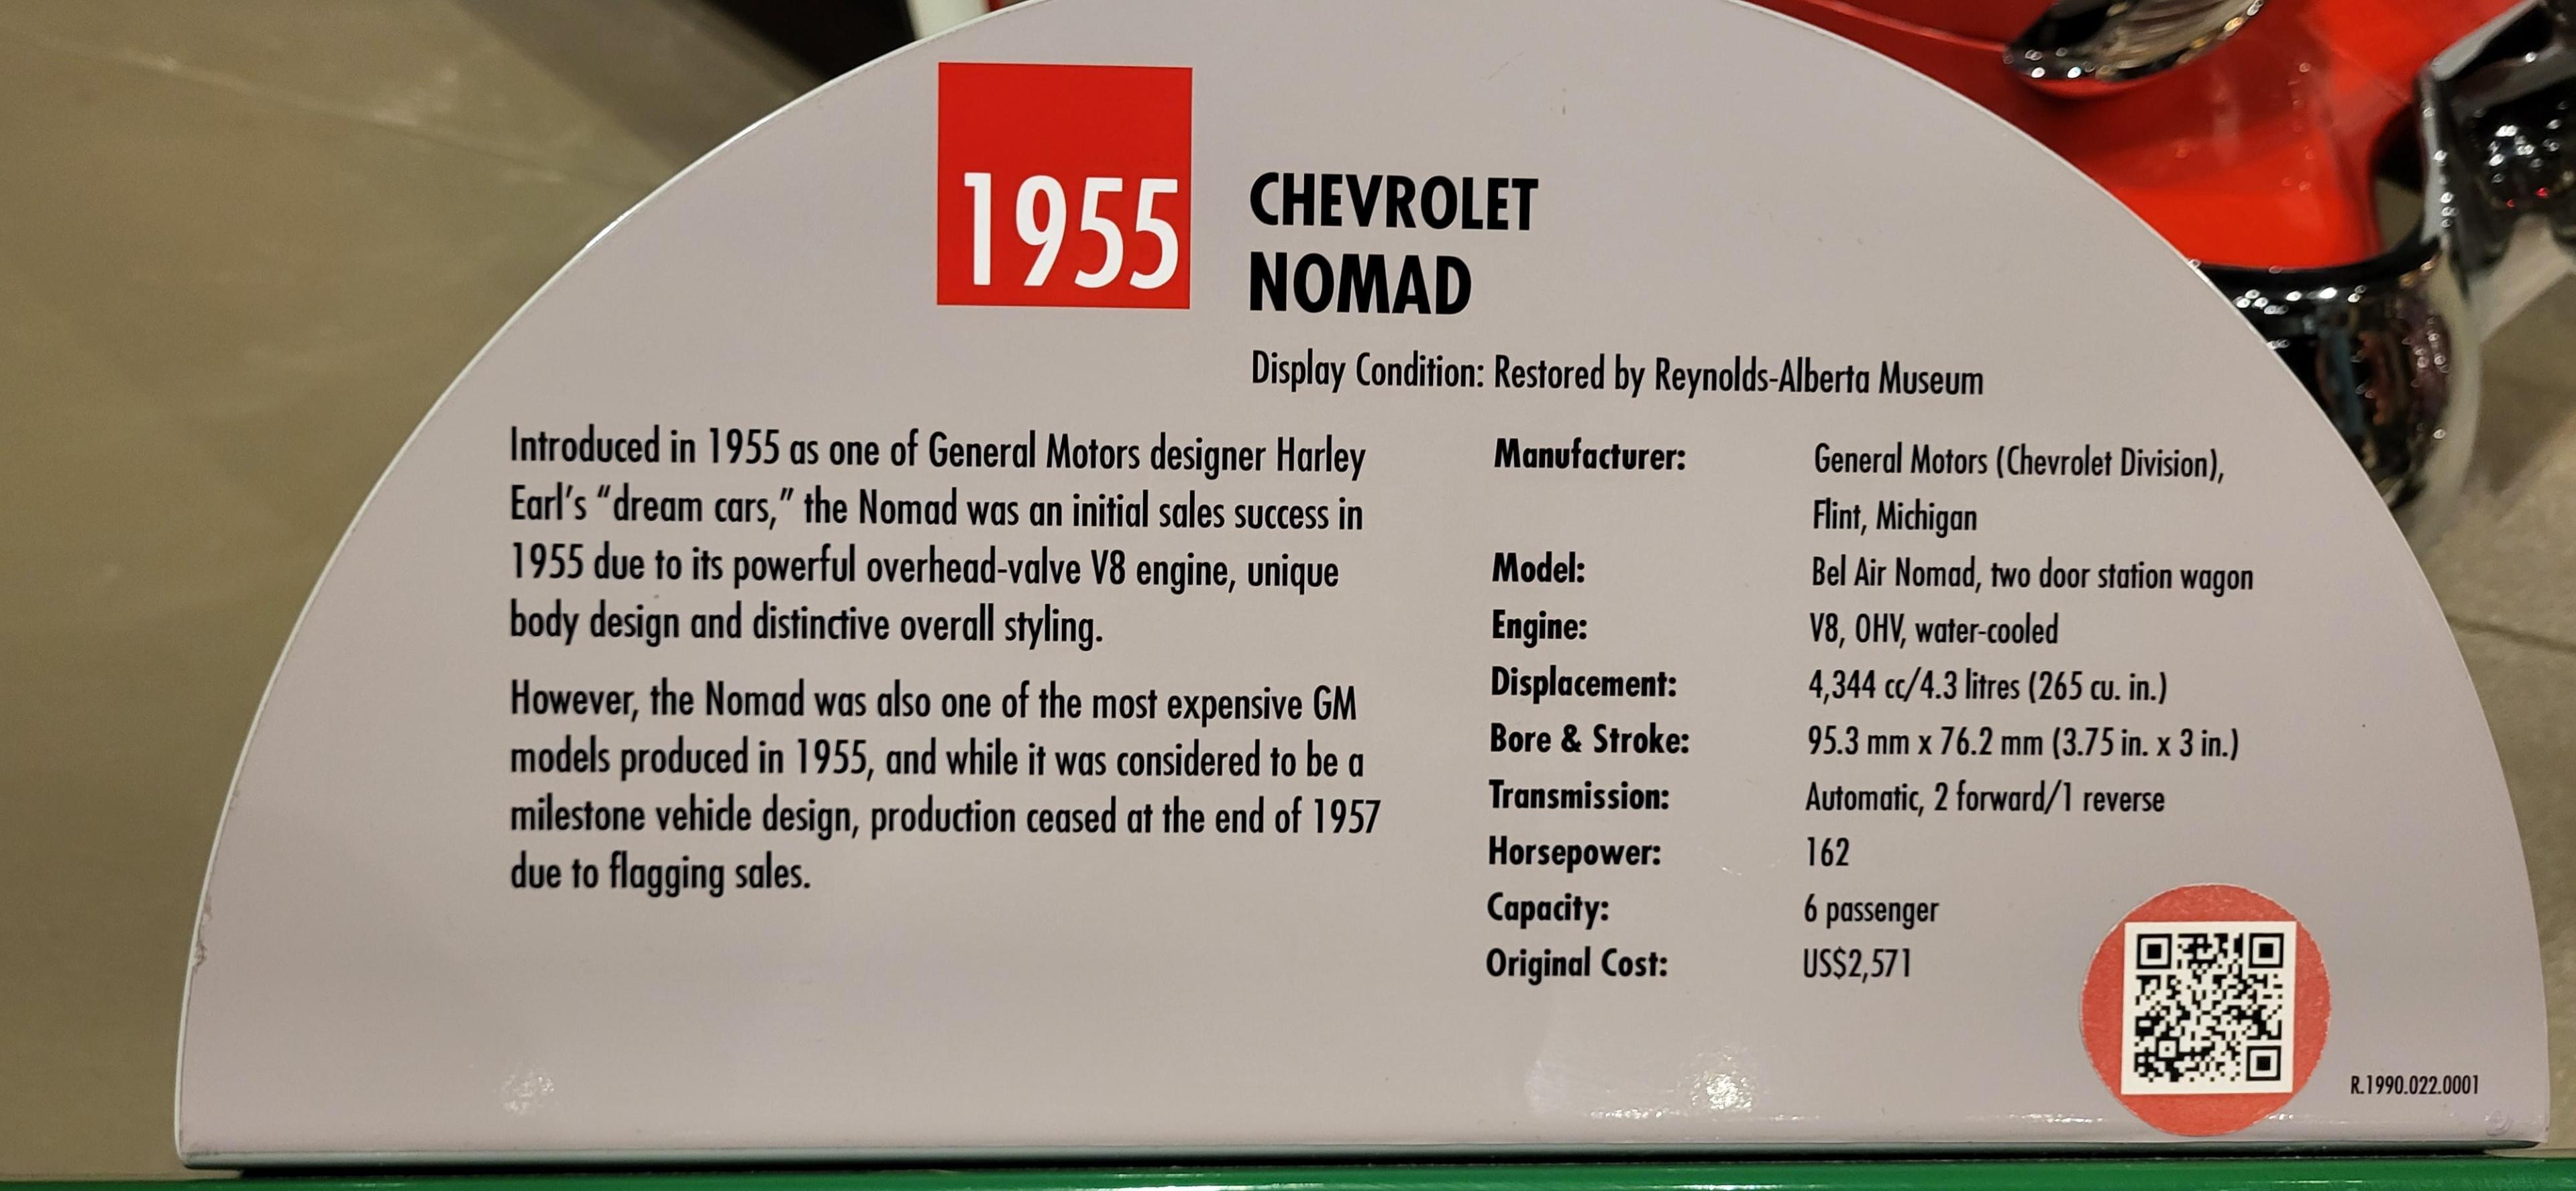 1955
CHEVROLET
NOMAD
Display Condition: Restored by Reynolds-Alberta Museum
Introduced in 1955 as one of General Motors designer Harley
Earl's “dream cars,” the Nomad was an initial sales success in
1955 due to its powerful overhead-valve V8 engine, unique
body design and distinctive overall styling.
However, the Nomad was also one of the most expensive GM
models produced in 1955, and while it was considered to be a
milestone vehicle design, production ceased at the end of 1957
due to flagging sales.
Manufacturer: General Motors (Chevrolet Division),
Flint, Michigan
Model: Bel Air Nomad, two door station wagon
Engine: V8, OHV, water-cooled
Displacement: 4,344 cc/4.3 litres (265 cu. in.)
Bore & Stroke: 95.3 mm x 76.2 mm (3.75 in. x 3 in.)
Transmission: Automatic, 2 forward/1 reverse
Horsepower: 162
Capacity: 6 passenger
Original Cost: US$2,571
R.1990.022.0001